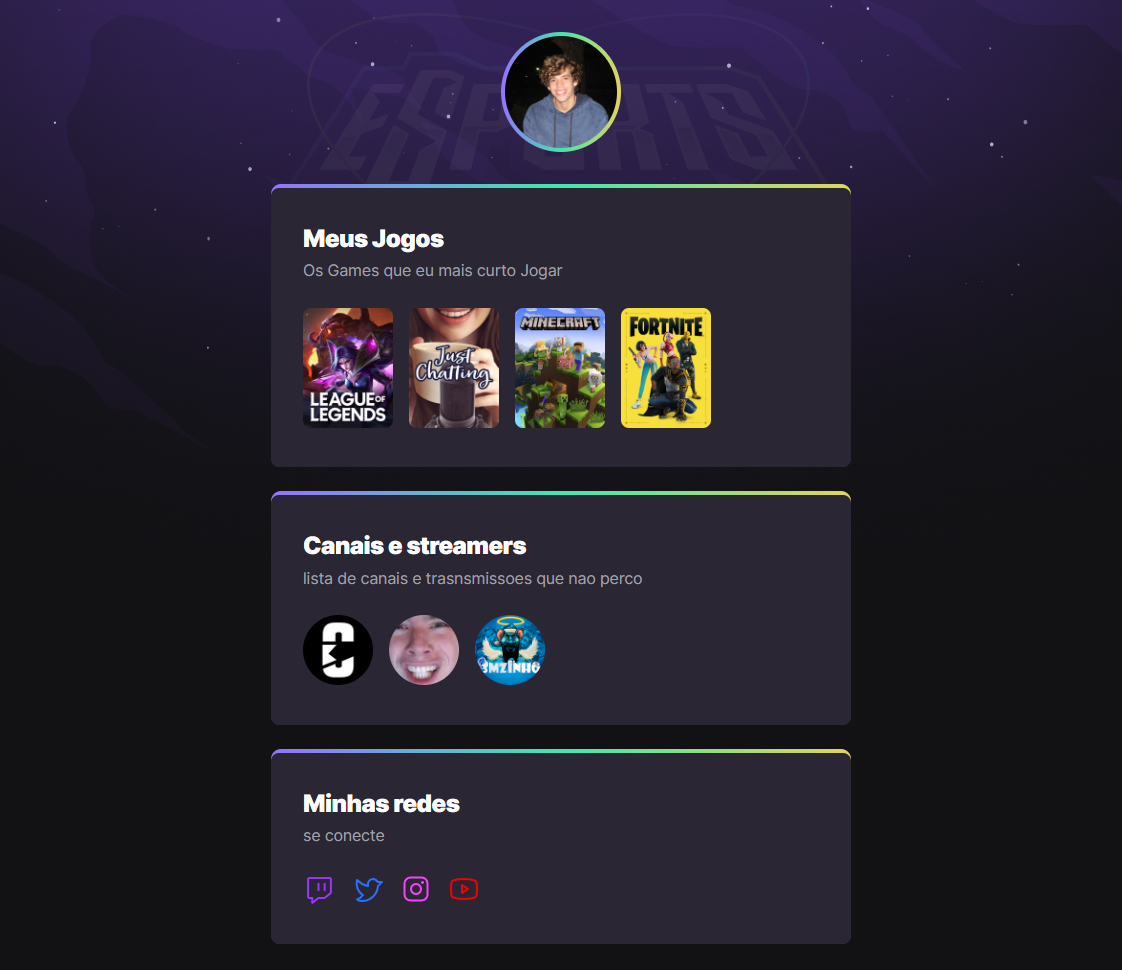 ESPORTS
Meus Jogos
Os Games que eu mais curto Jogar
LEAGUE OF
LEGENDS
Just
Chatting
MINECRAFT
FORTNITE
Canais e streamers
lista de canais e trasnsmissoes que nao perco
SMZINHO
Minhas redes
se conecte